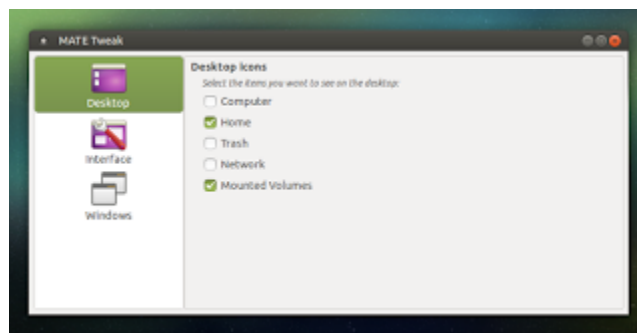 MATE Tweak
Desktop
Interface
Windows
Desktop Icons
Select the items you want to see on the desktop:
Computer
Home
Trash
Network
Mounted Volumes